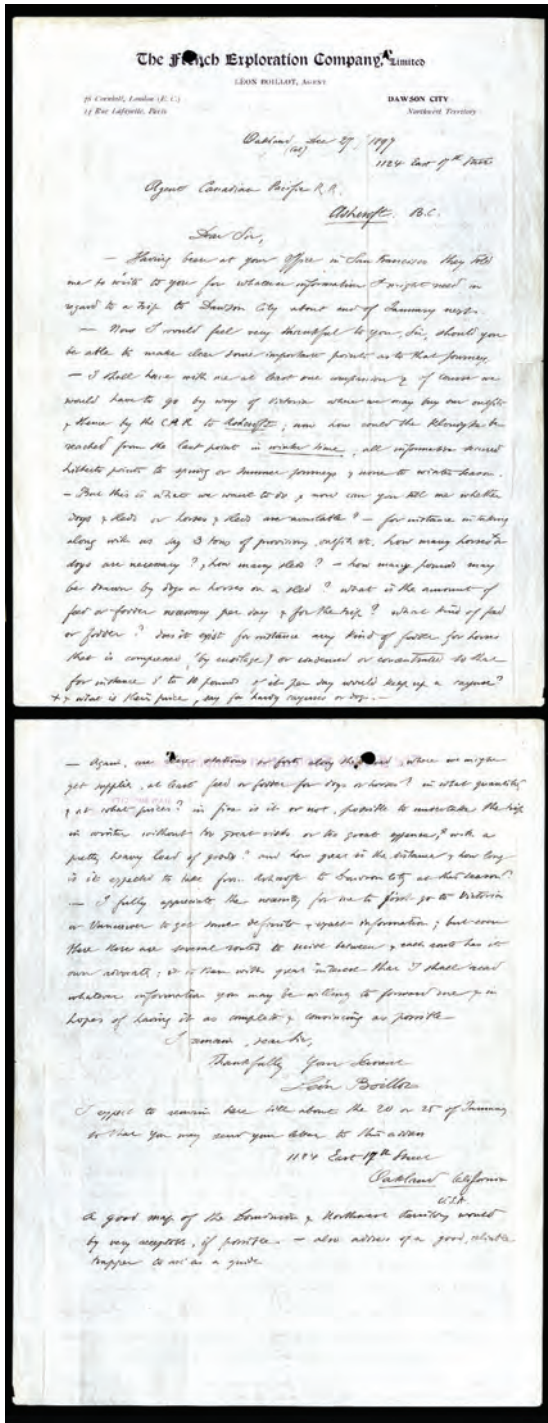 The French Exploration Company, Limited
LÉON BOILLOT, AGENT
76 Cornhill, London (E. C.)
24 Rue Lafayette, Paris
DAWSON CITY
Northwest Territory
Oakland (Cal) Dec 27, 1897
1124 East 17th Street
Agent Canadian Pacific R.R.
Ashcroft. B.C.
Dear Sir,
— Having been at your office in San Francisco they told
me to write to you for whatever information I might need in
regard to a trip to Dawson City about end of January next.
— Now I would feel very thankful to you, Sir, should you
be able to make clear some important points as to that journey.
— I shall have with me at least one companion & of course we
would have to go by way of Victoria where we may buy our outfit
& thence by the C.P.R. to Ashcroft; now how could the Klondyke be
reached from the last point in winter time, all information secured
hitherto points to spring or summer journeys & none to winter season.
— But this is what we want to do & now can you tell me whether
dogs & sleds or horses & sleds are available? — for instance in taking
along with us say 3 tons of provisions, outfit etc. how many horses or
dogs are necessary?, how many sleds? — how many pounds may
be drawn by dogs or horses on a sled? what is the amount of
feed or fodder necessary per day & for the trip? what kind of feed
or fodder? does it exist for instance any kind of fodder for horses
that is compressed (by ensilage) or condensed or concentrated so that
for instance 8 to 10 pounds of it per day would keep up a cayuse?
& what is their price, say for hardy cayuses or dogs. —
— Again, are there stations or forts along the road, where we might
get supplies, at least feed or fodder for dogs or horses? in what quantities
& at what prices? in fine is it or not, possible to undertake the trip
in winter without too great risks or too great expense, & with a
pretty heavy load of goods? and how great is the distance & how long
is it expected to take from Ashcroft to Dawson City at this season?
— I fully appreciate the necessity for me to first go to Victoria
or Vancouver to get some definite & exact information; but even
there there are several routes to decide between & each route has its
own advocate; it is then with great interest that I shall read
whatever information you may be willing to forward me & in
hopes of having it as complete & convincing as possible
I remain, dear Sir,
Thankfully Your Servant
Léon Boillot
I expect to remain here till about the 20 or 25 of January
so that you may send your letter to this address
1124 East 17th Street
Oakland California
U.S.A.
A good map of the Dominion & Northwest Territory would
be very acceptable, if possible. — also address of a good, reliable
trapper to act as a guide